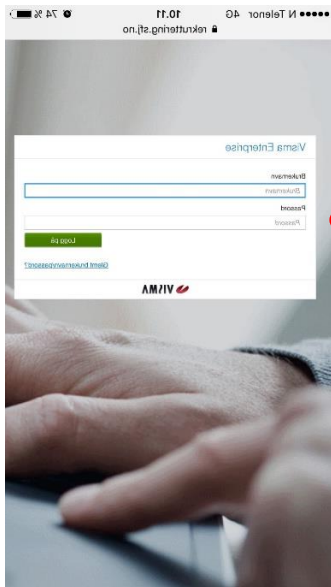 N Telenor 4G 10.11 74 %
rekruttering.sfj.no
Visma Enterprise
Brukernavn
Brukernavn
Passord
Passord
Logg på
Glemt brukernavn/passord?
VISMA